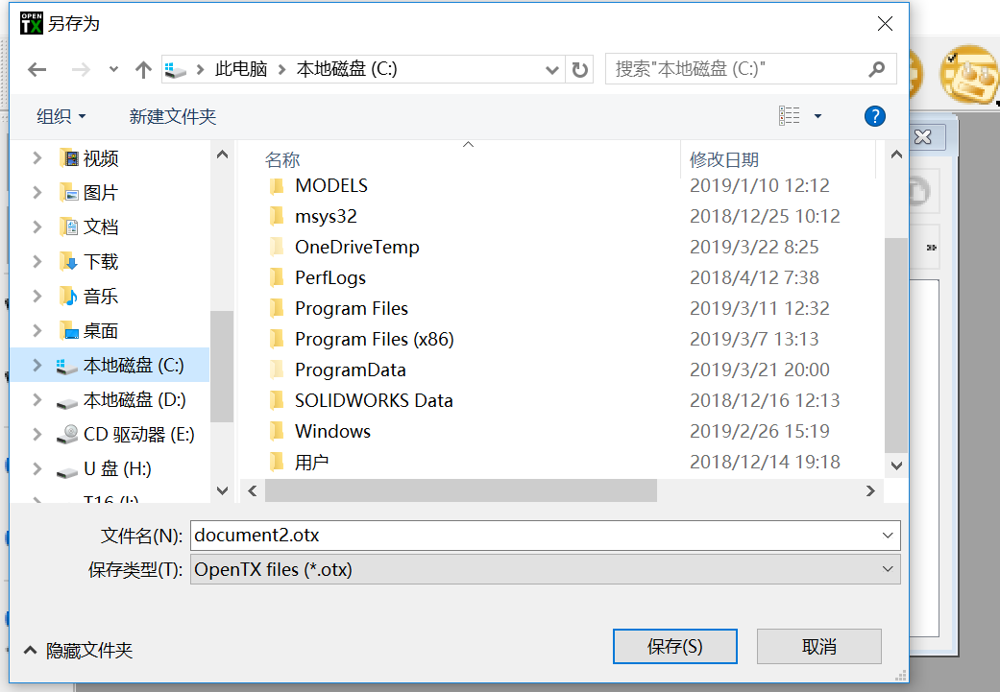 OPEN
TX
另存为
此电脑 本地磁盘 (C:)
搜索"本地磁盘 (C:)"
组织
新建文件夹
?
视频
图片
文档
下载
音乐
桌面
本地磁盘 (C:)
本地磁盘 (D:)
CD 驱动器 (E:)
U 盘 (H:)
T16 (I:)
名称 修改日期
MODELS 2019/1/10 12:12
msys32 2018/12/25 10:12
OneDriveTemp 2019/3/22 8:25
PerfLogs 2018/4/12 7:38
Program Files 2019/3/11 12:32
Program Files (x86) 2019/3/7 13:13
ProgramData 2019/3/21 20:00
SOLIDWORKS Data 2018/12/16 12:13
Windows 2019/2/26 15:19
用户 2018/12/14 19:18
文件名(N): document2.otx
保存类型(T): OpenTX files (*.otx)
隐藏文件夹
保存(S)
取消